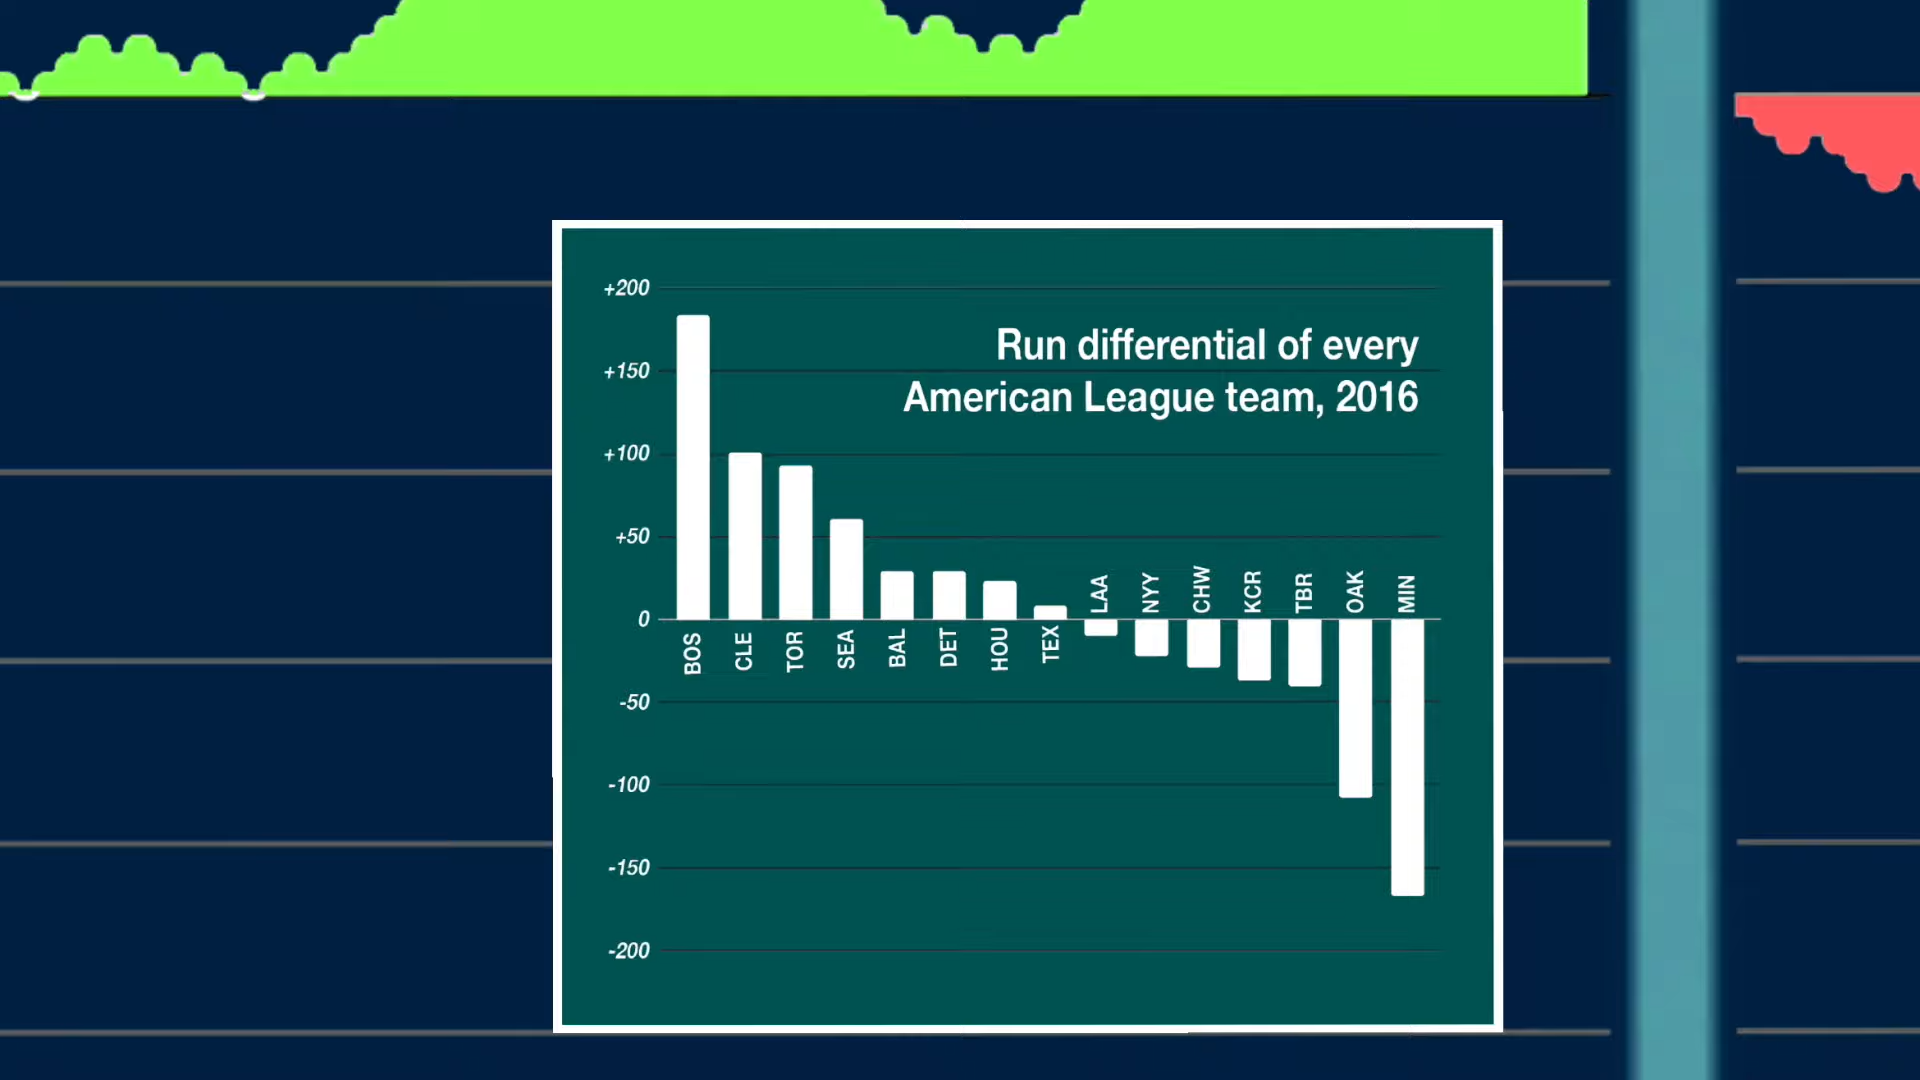 Run differential of every
American League team, 2016
+200
+150
+100
+50
0
-50
-100
-150
-200
BOS
CLE
TOR
SEA
BAL
DET
HOU
TEX
LAA
NYY
CHW
KCR
TBR
OAK
MIN